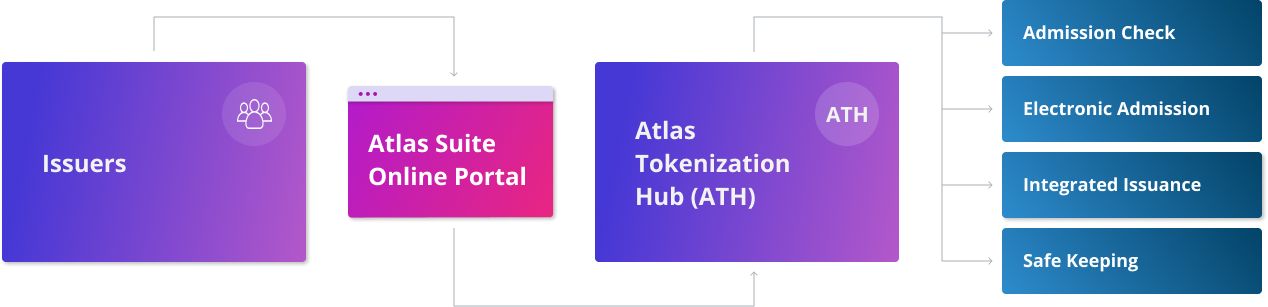 Issuers
Atlas Suite
Online Portal
Atlas
Tokenization
Hub (ATH)
ATH
Admission Check
Electronic Admission
Integrated Issuance
Safe Keeping